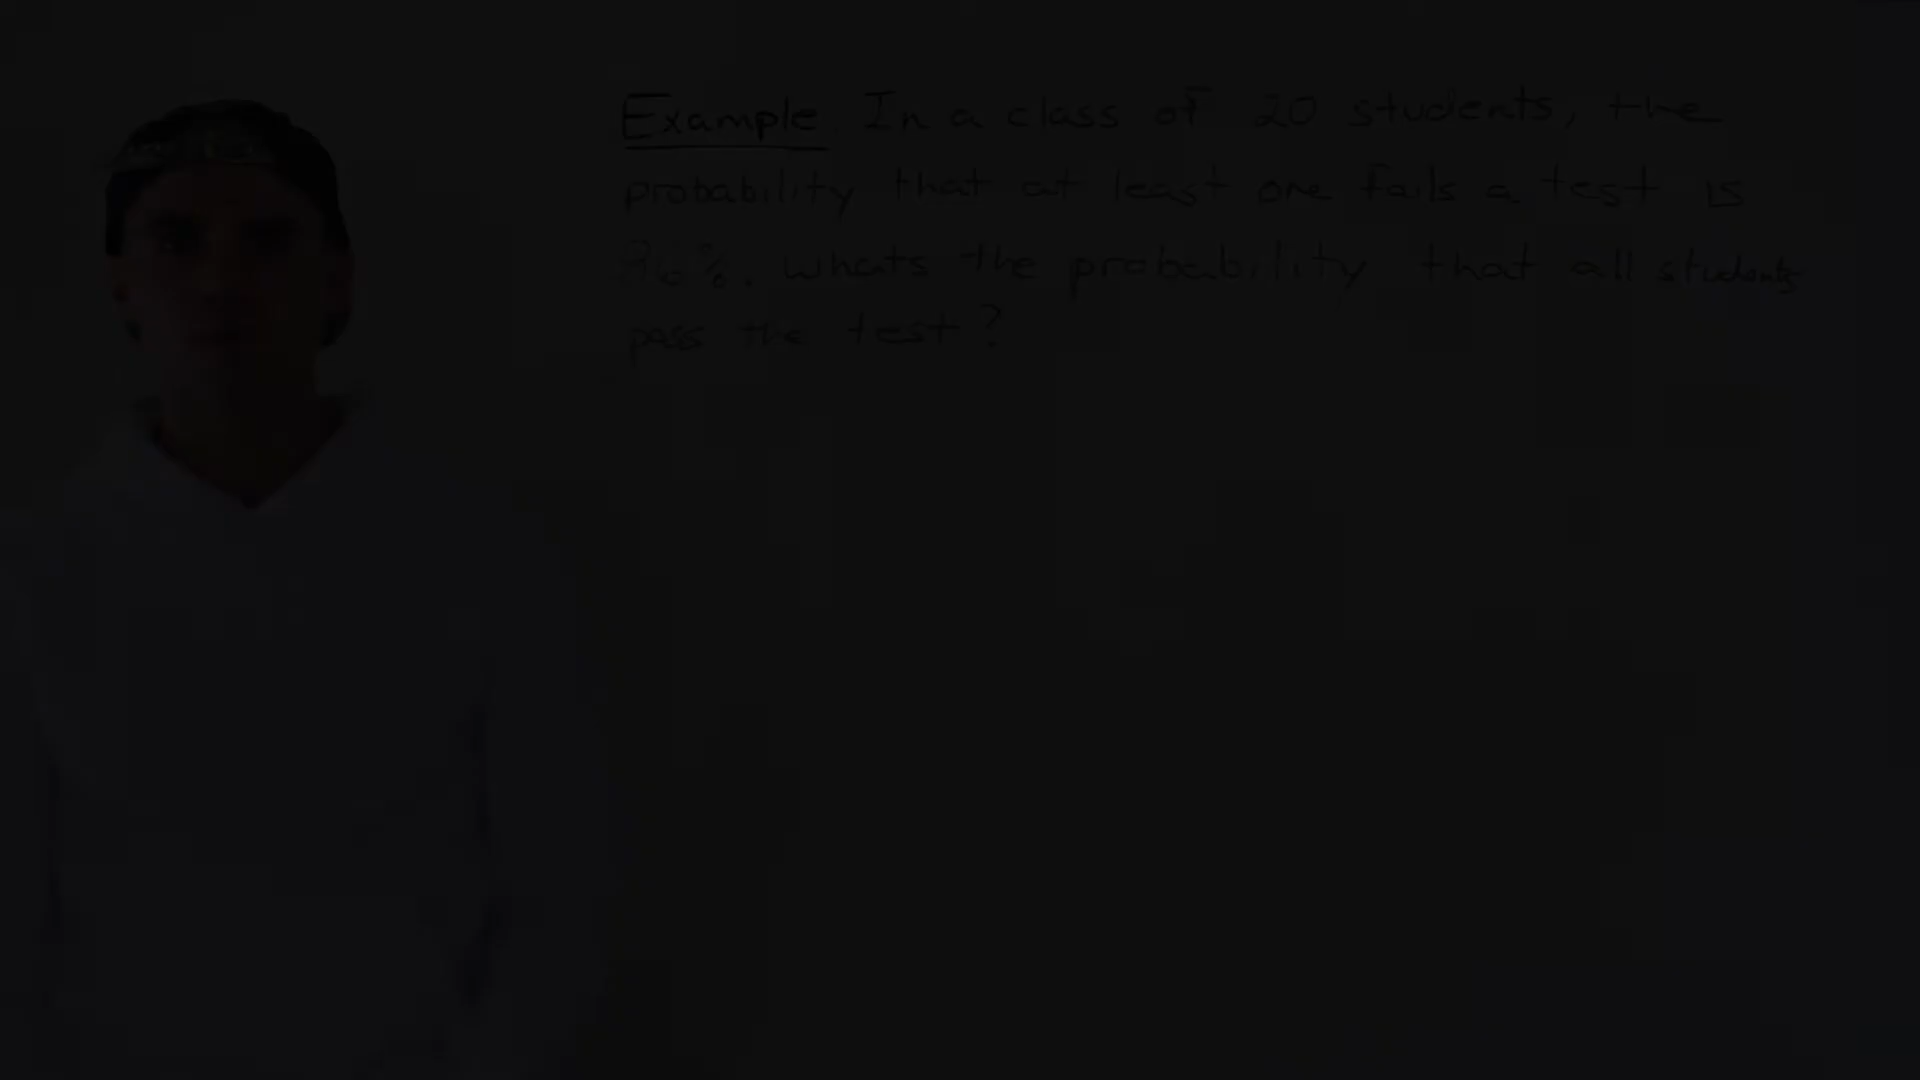 Example. In a class of 20 students, the
probability that at least one fails a test is
86%. Whats the probability that all students
pass the test?